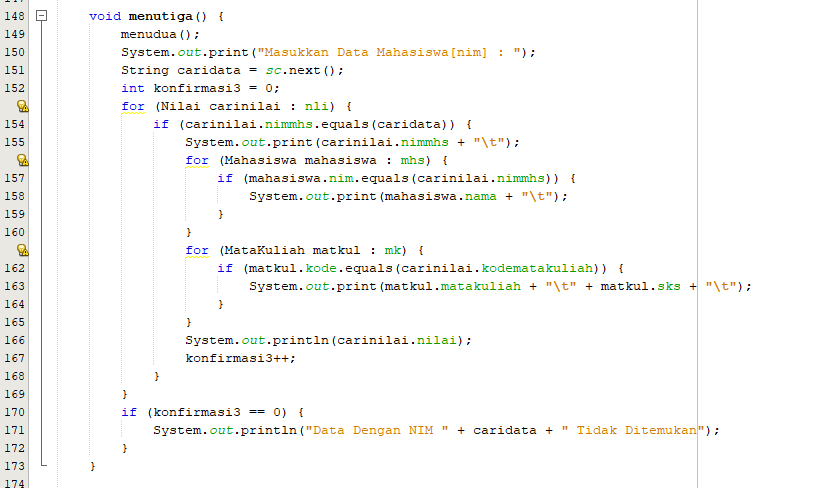 148 void menutiga() {
149 menudua();
150 System.out.print("Masukkan Data Mahasiswa[nim] : ");
151 String caridata = sc.next();
152 int konfirmasi3 = 0;
for (Nilai carinilai : nli) {
154 if (carinilai.nimmhs.equals(caridata)) {
155 System.out.print(carinilai.nimmhs + "\t");
for (Mahasiswa mahasiswa : mhs) {
157 if (mahasiswa.nim.equals(carinilai.nimmhs)) {
158 System.out.print(mahasiswa.nama + "\t");
159 }
160 }
for (MataKuliah matkul : mk) {
162 if (matkul.kode.equals(carinilai.kodematakuliah)) {
163 System.out.print(matkul.matakuliah + "\t" + matkul.sks + "\t");
164 }
165 }
166 System.out.println(carinilai.nilai);
167 konfirmasi3++;
168 }
169 }
170 if (konfirmasi3 == 0) {
171 System.out.println("Data Dengan NIM " + caridata + " Tidak Ditemukan");
172 }
173 }
174